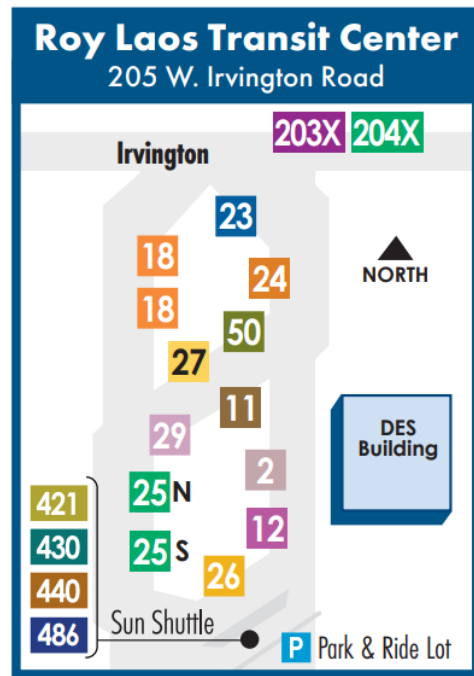 Roy Laos Transit Center
205 W. Irvington Road
203X 204X
Irvington
23
18
24
NORTH
18
50
27
11
DES
Building
29
2
25 N
421
12
430
25 S
26
440
486
Sun Shuttle
P Park & Ride Lot